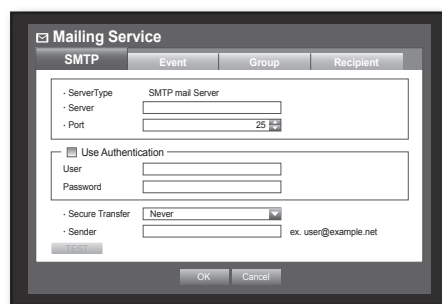 Mailing Service
SMTP Event Group Recipient
· ServerType SMTP mail Server
· Server
· Port 25
Use Authentication
User
Password
· Secure Transfer Never
· Sender ex. user@example.net
TEST
OK Cancel